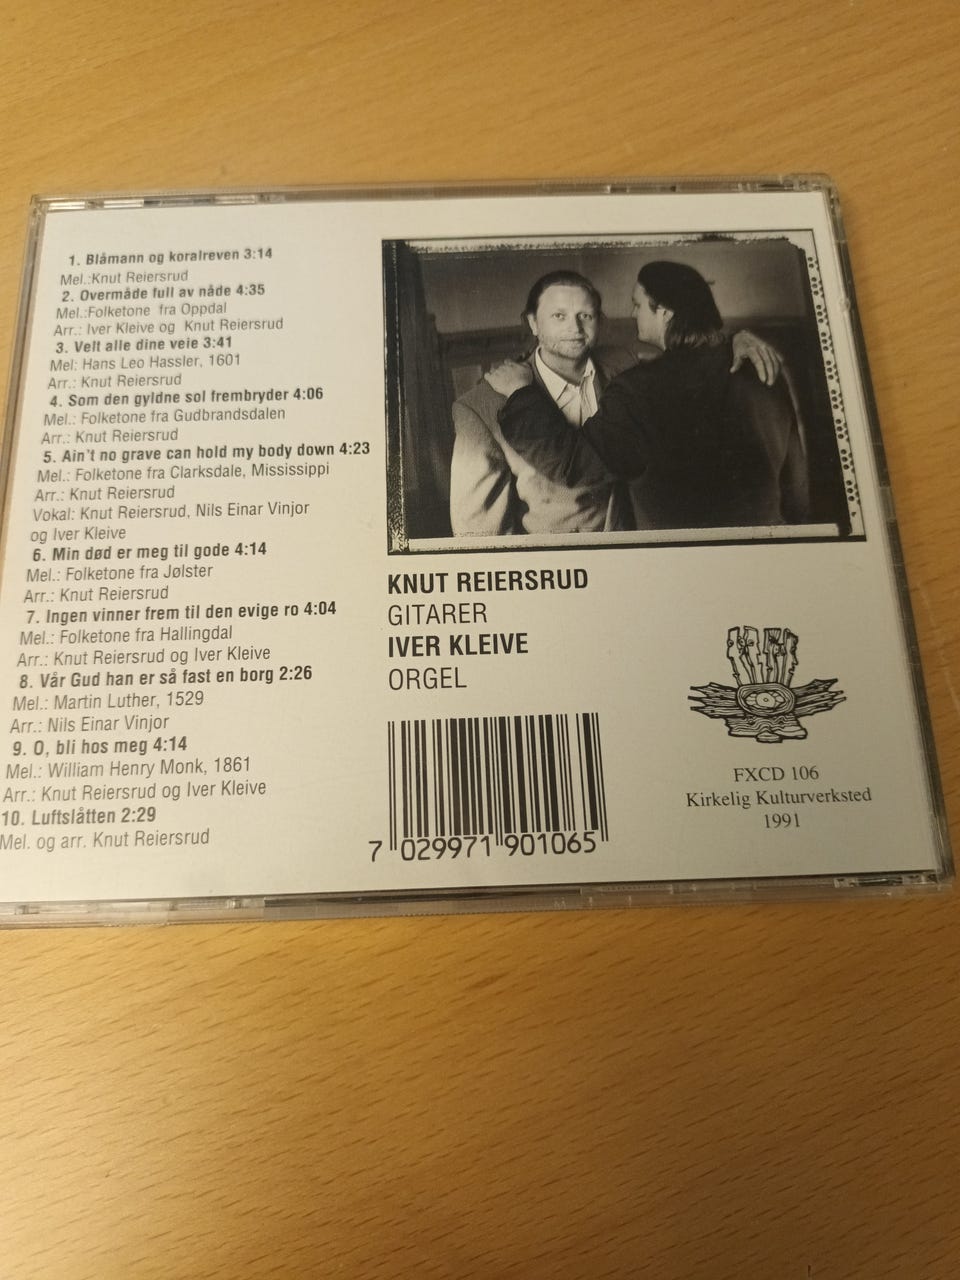 1. Blåmann og koralreven 3:14
Mel.:Knut Reiersrud
2. Overmåde full av nåde 4:35
Mel.:Folketone fra Oppdal
Arr.: Iver Kleive og Knut Reiersrud
3. Velt alle dine veie 3:41
Mel: Hans Leo Hassler, 1601
Arr.: Knut Reiersrud
4. Som den gyldne sol frembryder 4:06
Mel.: Folketone fra Gudbrandsdalen
Arr.: Knut Reiersrud
5. Ain't no grave can hold my body down 4:23
Mel.: Folketone fra Clarksdale, Mississippi
Arr.: Knut Reiersrud
Vokal: Knut Reiersrud, Nils Einar Vinjor
og Iver Kleive
6. Min død er meg til gode 4:14
Mel.: Folketone fra Jølster
Arr.: Knut Reiersrud
7. Ingen vinner frem til den evige ro 4:04
Mel.: Folketone fra Hallingdal
Arr.: Knut Reiersrud og Iver Kleive
8. Vår Gud han er så fast en borg 2:26
Mel.: Martin Luther, 1529
Arr.: Nils Einar Vinjor
9. O, bli hos meg 4:14
Mel.: William Henry Monk, 1861
Arr.: Knut Reiersrud og Iver Kleive
10. Luftslåtten 2:29
Mel. og arr. Knut Reiersrud
KNUT REIERSRUD
GITARER
IVER KLEIVE
ORGEL
7 029971 901065
FXCD 106
Kirkelig Kulturverksted
1991